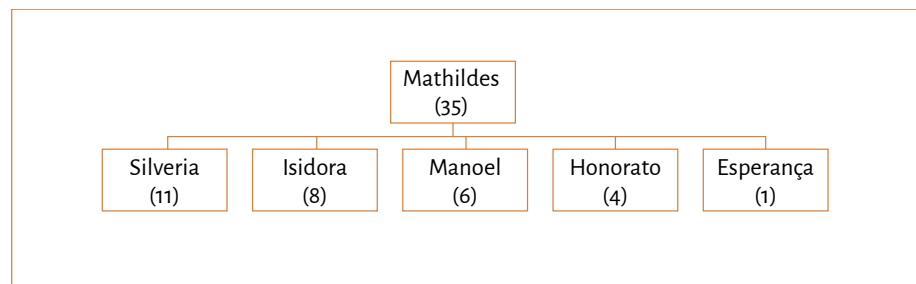 Mathildes
(35)
Silveria
(11)
Isidora
(8)
Manoel
(6)
Honorato
(4)
Esperança
(1)